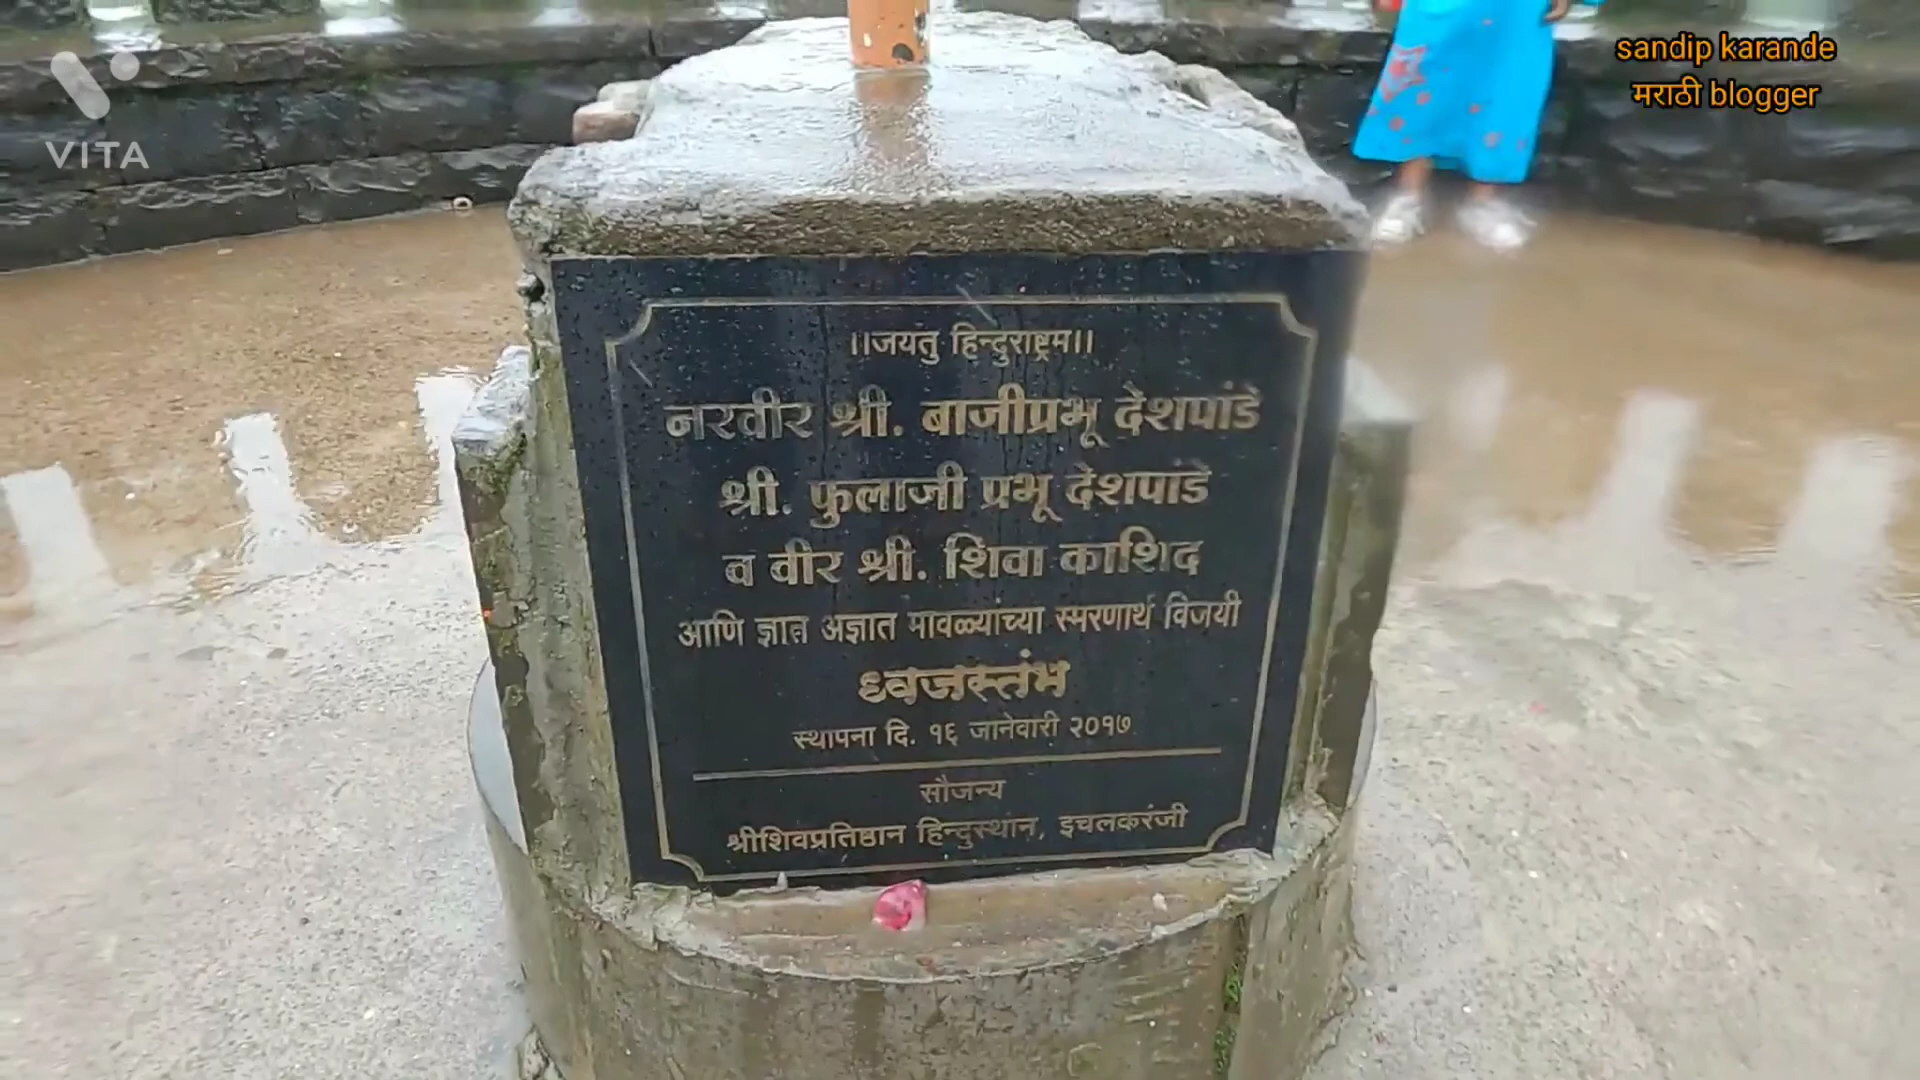 VITA
sandip karande
मराठी blogger
।।जयतु हिन्दुराष्ट्रम।।
नरवीर श्री. बाजीप्रभू देशपांडे
श्री. फुलाजी प्रभू देशपांडे
व वीर श्री. शिवा काशिद
आणि ज्ञात अज्ञात मावळ्यांच्या स्मरणार्थ विजयी
ध्वजस्तंभ
स्थापना दि. १६ जानेवारी २०१७
सौजन्य
श्रीशिवप्रतिष्ठान हिन्दुस्थान, इचलकरंजी